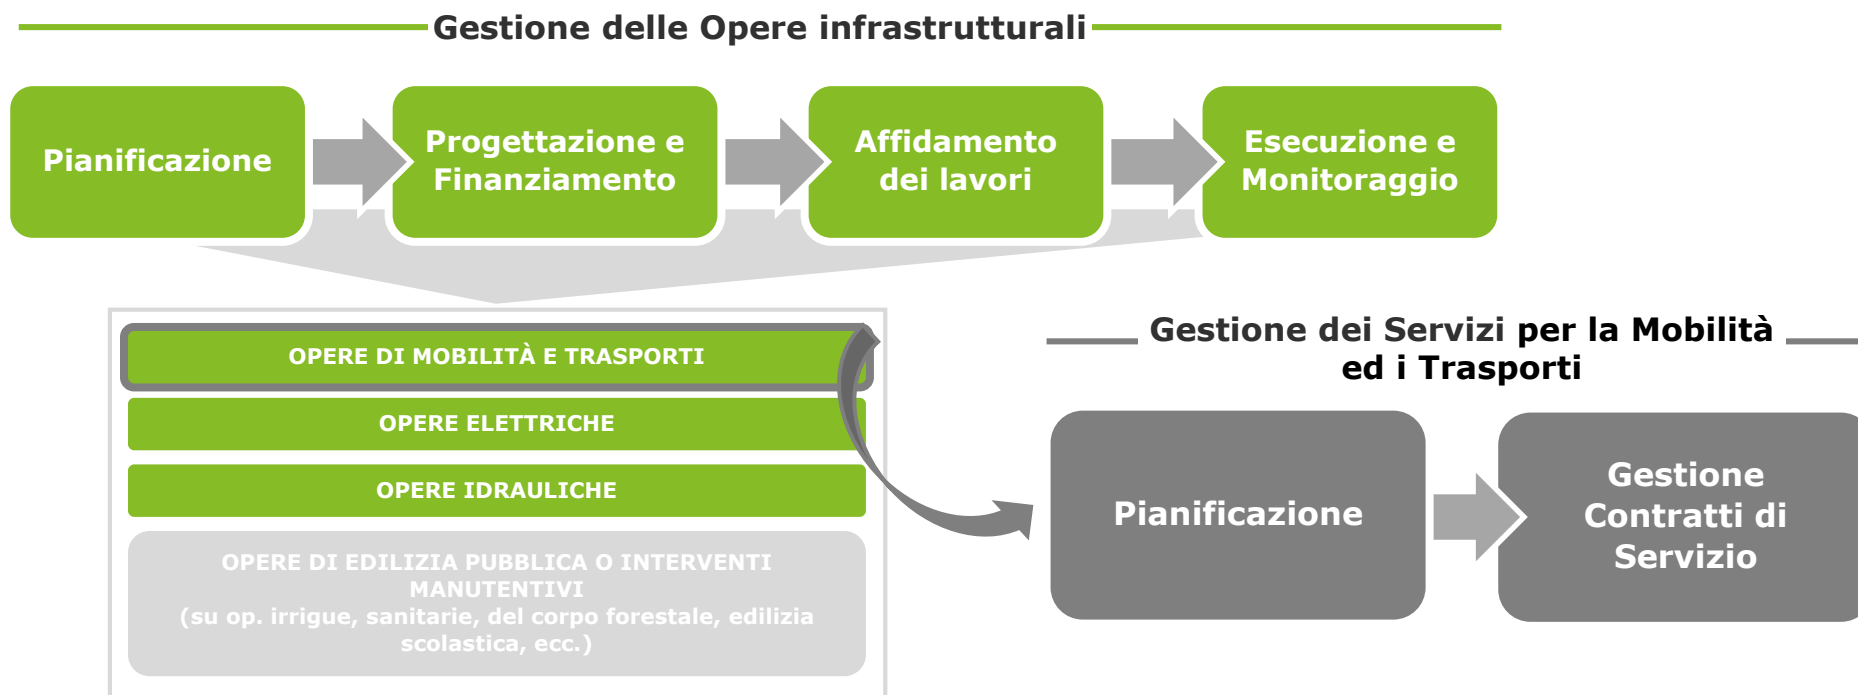 Gestione delle Opere infrastrutturali
Pianificazione
Progettazione e
Finanziamento
Affidamento
dei lavori
Esecuzione e
Monitoraggio
OPERE DI MOBILITÀ E TRASPORTI
OPERE ELETTRICHE
OPERE IDRAULICHE
OPERE DI EDILIZIA PUBBLICA O INTERVENTI
MANUTENTIVI
(su op. irrigue, sanitarie, del corpo forestale, edilizia
scolastica, ecc.)
Gestione dei Servizi per la Mobilità
ed i Trasporti
Pianificazione
Gestione
Contratti di
Servizio